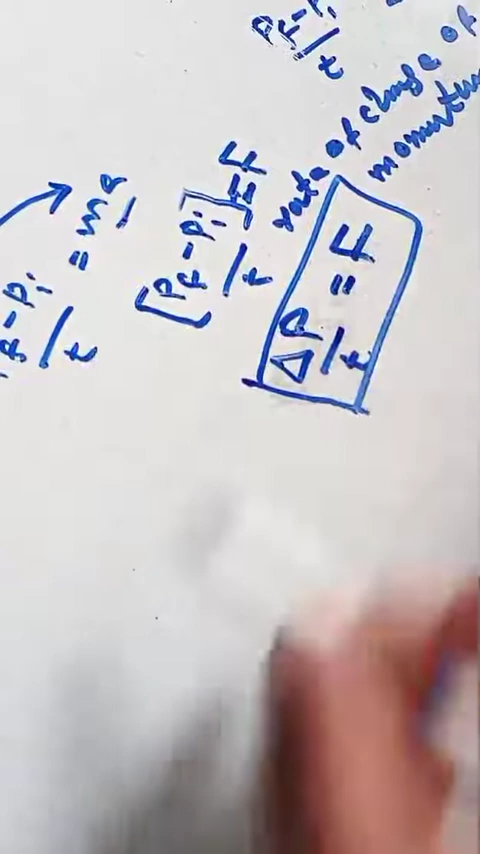 Pf - Pi / t
rate of change of
momentum
Pf - Pi / t = ma
[Pf - Pi] / t = F
ΔP / t = F